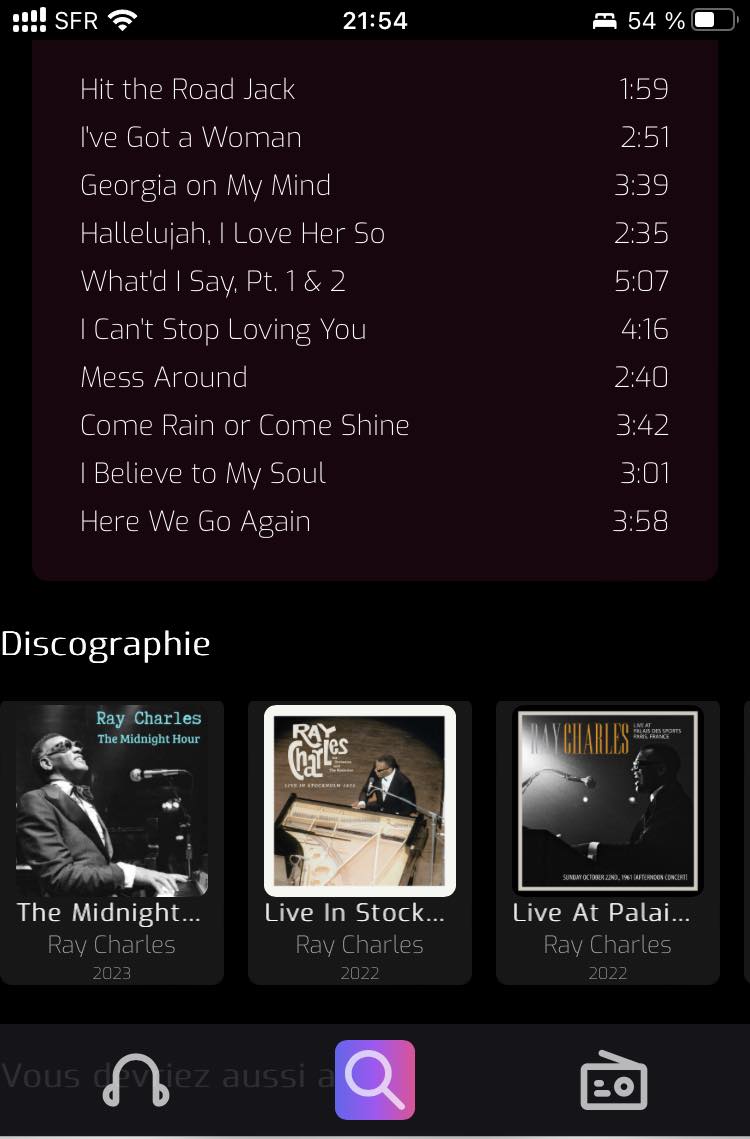 SFR 21:54 54 %
Hit the Road Jack 1:59
I've Got a Woman 2:51
Georgia on My Mind 3:39
Hallelujah, I Love Her So 2:35
What'd I Say, Pt. 1 & 2 5:07
I Can't Stop Loving You 4:16
Mess Around 2:40
Come Rain or Come Shine 3:42
I Believe to My Soul 3:01
Here We Go Again 3:58
Discographie
Ray Charles
The Midnight Hour
The Midnight...
Ray Charles
2023
RAY
Charles
LIVE IN STOCKHOLM 1972
Live In Stock...
Ray Charles
2022
RAY CHARLES
LIVE AT
PALAIS DES SPORTS
PARIS, FRANCE
SUNDAY OCTOBER 22ND., 1961 (AFTERNOON CONCERT)
Live At Palai...
Ray Charles
2022
Vous devriez aussi a